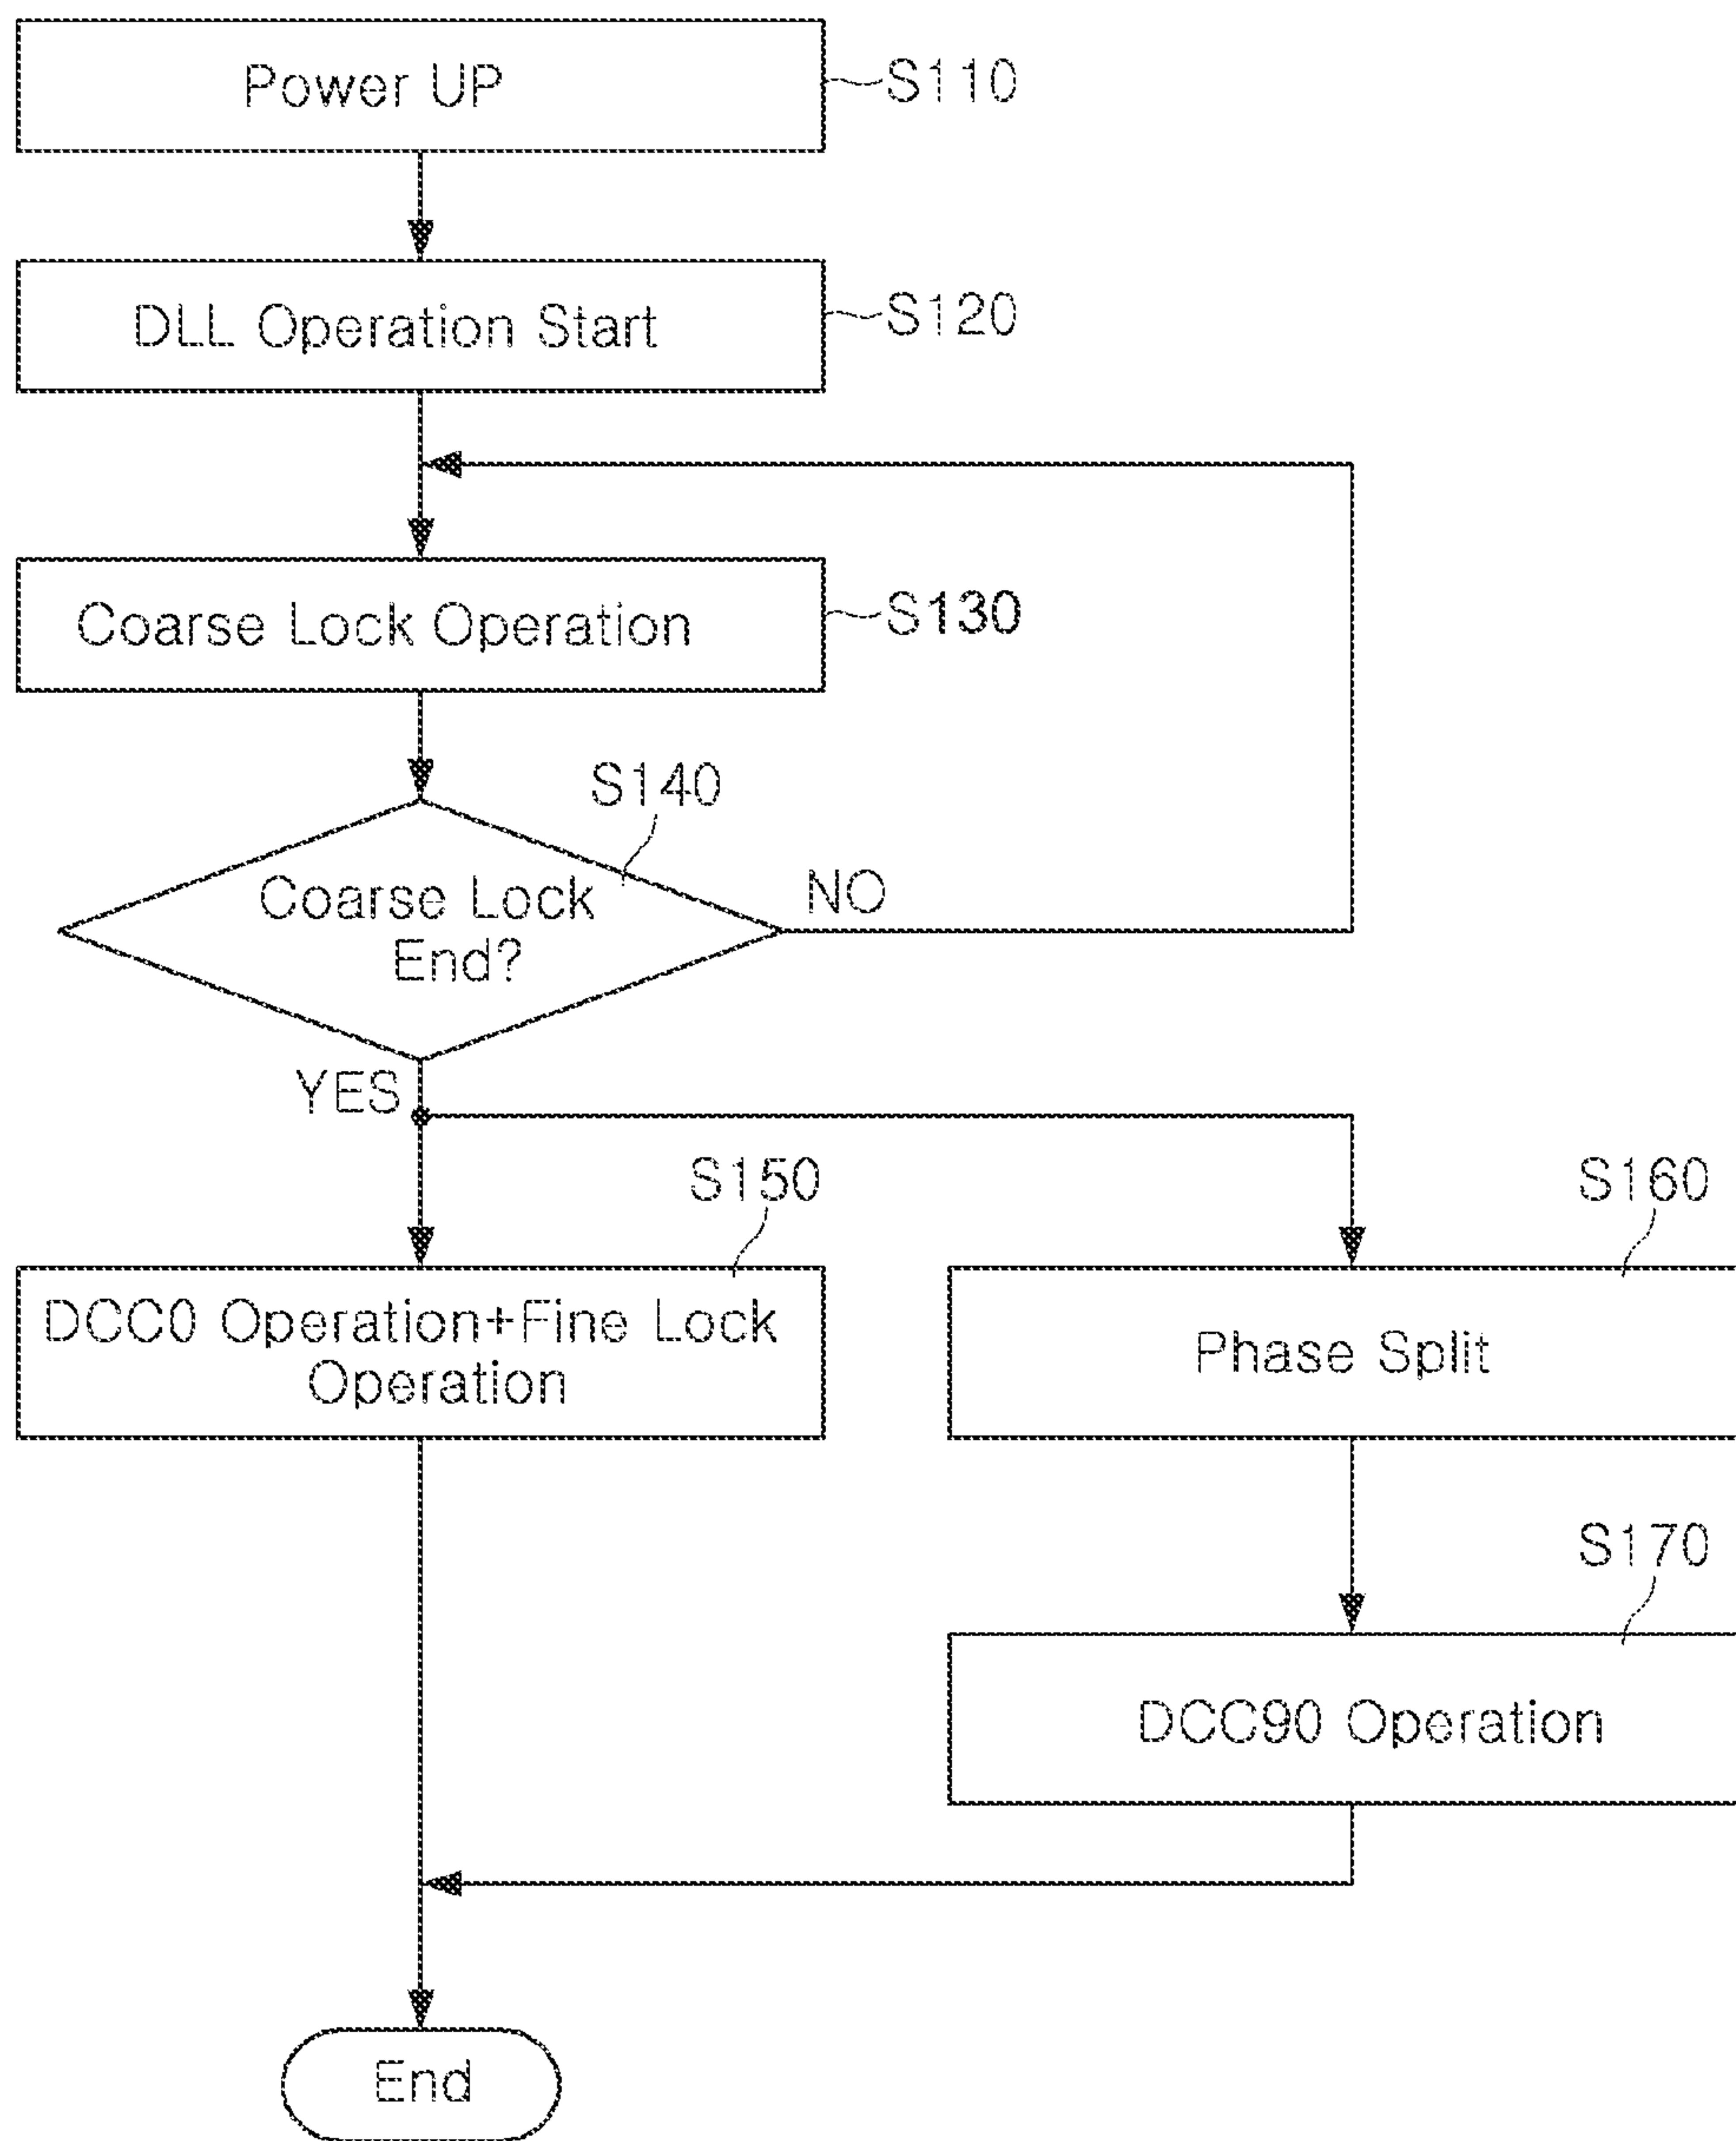 Power UP
S110
DLL Operation Start
S120
Coarse Lock Operation
S130
S140
Coarse Lock
End?
NO
YES
S150
S160
DCC0 Operation+Fine Lock
Operation
Phase Split
S170
DCC90 Operation
End